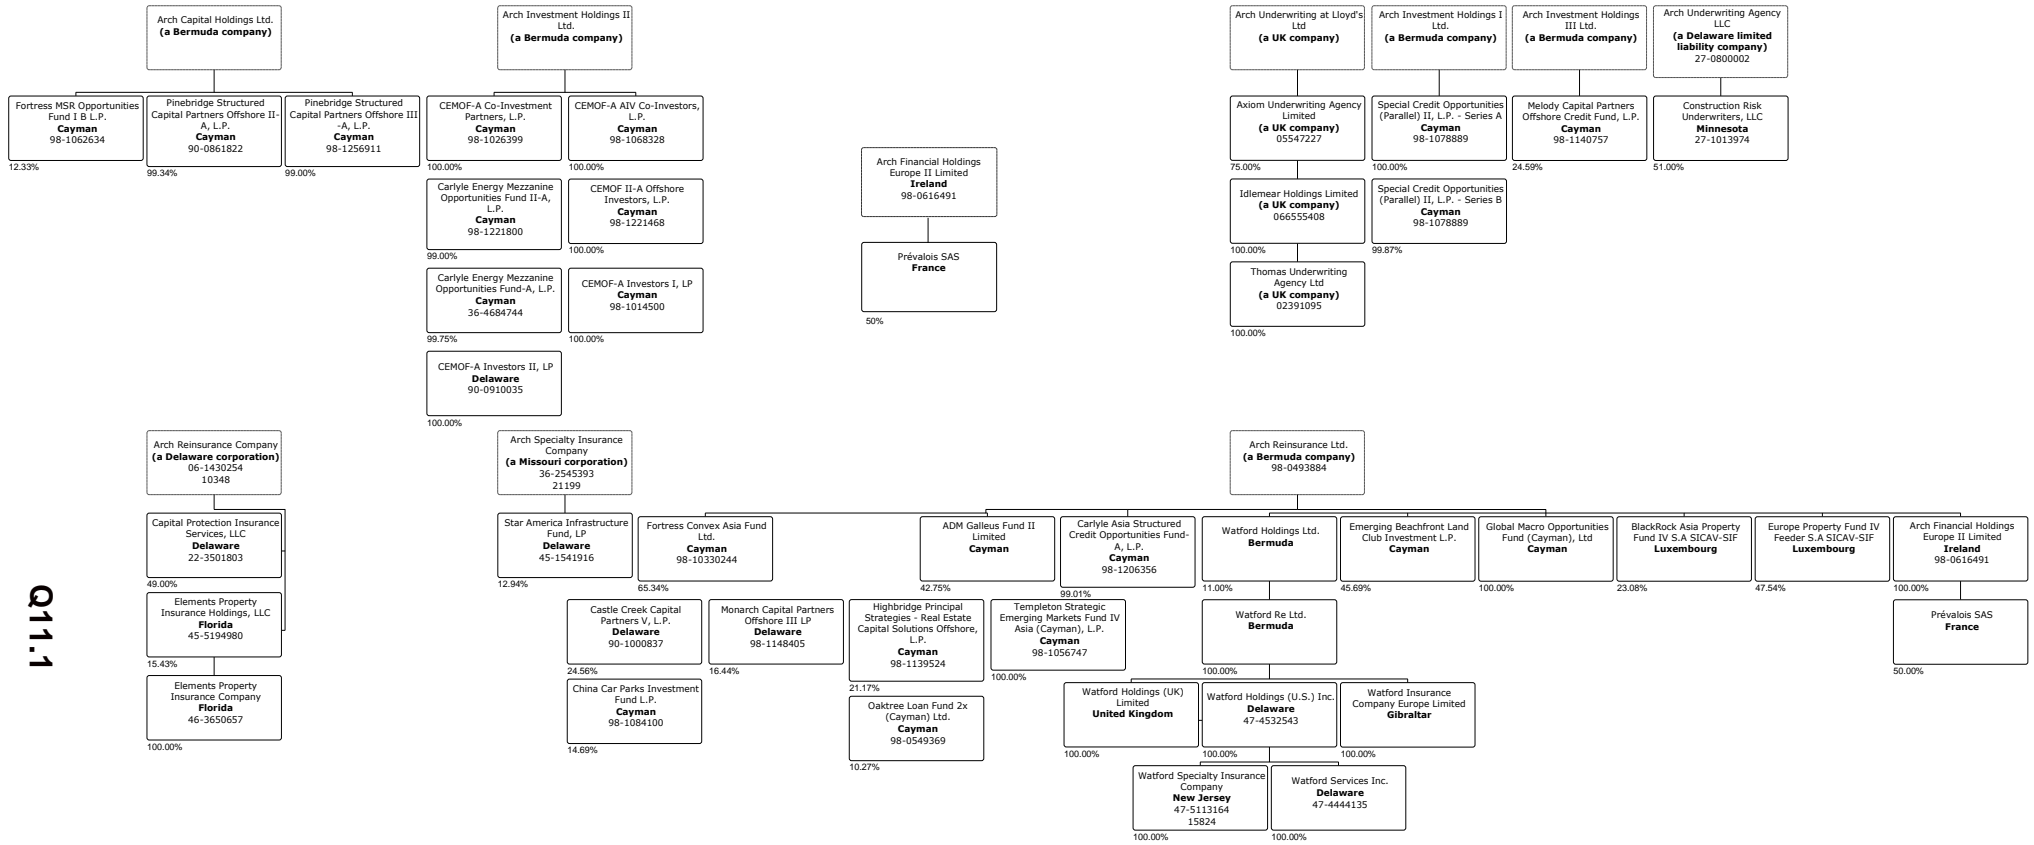 Arch Capital Holdings Ltd.
(a Bermuda company)
Fortress MSR Opportunities
Fund I B L.P.
Cayman
98-1062634
12.33%
Pinebridge Structured
Capital Partners Offshore II-
A, L.P.
Cayman
90-0861822
99.34%
Pinebridge Structured
Capital Partners Offshore III
-A, L.P.
Cayman
98-1256911
99.00%
Arch Investment Holdings II
Ltd.
(a Bermuda company)
CEMOF-A Co-Investment
Partners, L.P.
Cayman
98-1026399
100.00%
CEMOF-A AIV Co-Investors,
L.P.
Cayman
98-1068328
100.00%
Carlyle Energy Mezzanine
Opportunities Fund II-A,
L.P.
Cayman
98-1221800
99.00%
CEMOF II-A Offshore
Investors, L.P.
Cayman
98-1221468
100.00%
Carlyle Energy Mezzanine
Opportunities Fund-A, L.P.
Cayman
36-4684744
99.75%
CEMOF-A Investors I, LP
Cayman
98-1014500
100.00%
CEMOF-A Investors II, LP
Delaware
90-0910035
100.00%
Arch Financial Holdings
Europe II Limited
Ireland
98-0616491
Prévalois SAS
France
50%
Arch Underwriting at Lloyd's
Ltd
(a UK company)
Axiom Underwriting Agency
Limited
(a UK company)
05547227
75.00%
Idlemear Holdings Limited
(a UK company)
066555408
100.00%
Thomas Underwriting
Agency Ltd
(a UK company)
02391095
100.00%
Arch Investment Holdings I
Ltd.
(a Bermuda company)
Special Credit Opportunities
(Parallel) II, L.P. - Series A
Cayman
98-1078889
100.00%
Special Credit Opportunities
(Parallel) II, L.P. - Series B
Cayman
98-1078889
99.87%
Arch Investment Holdings
III Ltd.
(a Bermuda company)
Melody Capital Partners
Offshore Credit Fund, L.P.
Cayman
98-1140757
24.59%
Arch Underwriting Agency
LLC
(a Delaware limited
liability company)
27-0800002
Construction Risk
Underwriters, LLC
Minnesota
27-1013974
51.00%
Arch Reinsurance Company
(a Delaware corporation)
06-1430254
10348
Capital Protection Insurance
Services, LLC
Delaware
22-3501803
49.00%
Elements Property
Insurance Holdings, LLC
Florida
45-5194980
15.43%
Elements Property
Insurance Company
Florida
46-3650657
100.00%
Arch Specialty Insurance
Company
(a Missouri corporation)
36-2545393
21199
Star America Infrastructure
Fund, LP
Delaware
45-1541916
12.94%
Arch Reinsurance Ltd.
(a Bermuda company)
98-0493884
Fortress Convex Asia Fund
Ltd.
Cayman
98-10330244
65.34%
ADM Galleus Fund II
Limited
Cayman
42.75%
Carlyle Asia Structured
Credit Opportunities Fund-
A, L.P.
Cayman
98-1206356
99.01%
Watford Holdings Ltd.
Bermuda
11.00%
Emerging Beachfront Land
Club Investment L.P.
Cayman
45.69%
Global Macro Opportunities
Fund (Cayman), Ltd
Cayman
100.00%
BlackRock Asia Property
Fund IV S.A SICAV-SIF
Luxembourg
23.08%
Europe Property Fund IV
Feeder S.A SICAV-SIF
Luxembourg
47.54%
Arch Financial Holdings
Europe II Limited
Ireland
98-0616491
100.00%
Castle Creek Capital
Partners V, L.P.
Delaware
90-1000837
24.56%
Monarch Capital Partners
Offshore III LP
Delaware
98-1148405
16.44%
Highbridge Principal
Strategies - Real Estate
Capital Solutions Offshore,
L.P.
Cayman
98-1139524
21.17%
Templeton Strategic
Emerging Markets Fund IV
Asia (Cayman), L.P.
Cayman
98-1056747
100.00%
Watford Re Ltd.
Bermuda
100.00%
Prévalois SAS
France
50.00%
China Car Parks Investment
Fund L.P.
Cayman
98-1084100
14.69%
Oaktree Loan Fund 2x
(Cayman) Ltd.
Cayman
98-0549369
10.27%
Watford Holdings (UK)
Limited
United Kingdom
100.00%
Watford Holdings (U.S.) Inc.
Delaware
47-4532543
100.00%
Watford Insurance
Company Europe Limited
Gibraltar
100.00%
Watford Specialty Insurance
Company
New Jersey
47-5113164
15824
100.00%
Watford Services Inc.
Delaware
47-4444135
100.00%
Q11.1